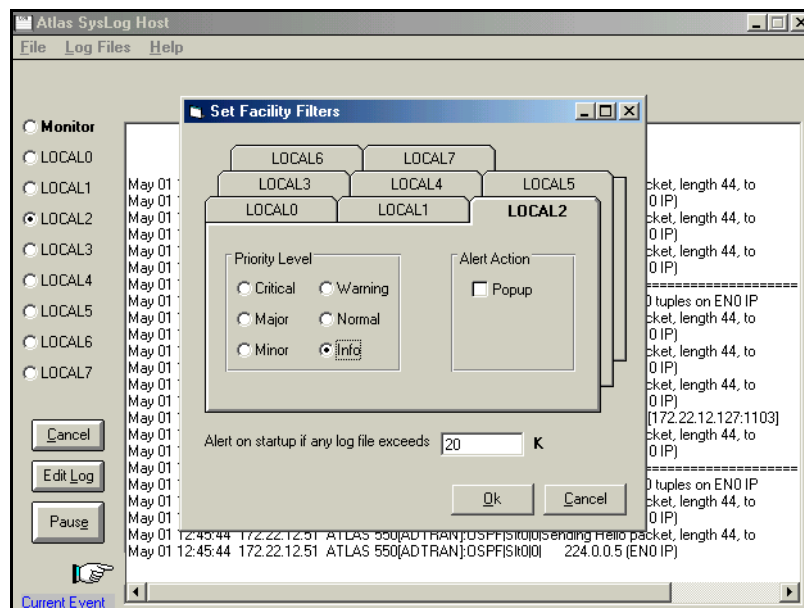 Atlas SysLog Host
File Log Files Help
Set Facility Filters
Monitor
LOCAL0
LOCAL1
LOCAL2
LOCAL3
LOCAL4
LOCAL5
LOCAL6
LOCAL7
Cancel
Edit Log
Pause
Current Event
LOCAL6 LOCAL7
LOCAL3 LOCAL4 LOCAL5
LOCAL0 LOCAL1 LOCAL2
Priority Level
Critical Warning
Major Normal
Minor Info
Alert Action
Popup
Alert on startup if any log file exceeds 20 K
Ok Cancel
May 01 length 44, to
May 01 0 IP)
May 01 length 44, to
May 01 0 IP)
May 01 length 44, to
May 01 0 IP)
May 01 ====================
May 01 0 tuples on EN0 IP
May 01 length 44, to
May 01 0 IP)
May 01 length 44, to
May 01 0 IP)
May 01 length 44, to
May 01 0 IP)
May 01 [172.22.12.127:1103]
May 01 length 44, to
May 01 0 IP)
May 01 ====================
May 01 0 tuples on EN0 IP
May 01 length 44, to
May 01 0 IP)
May 01 12:45:44 172.22.12.51 ATLAS 550[ADTRAN]:OSPF|Slt0|0|Sending Hello packet, length 44, to
May 01 12:45:44 172.22.12.51 ATLAS 550[ADTRAN]:OSPF|Slt0|0| 224.0.0.5 (EN0 IP)